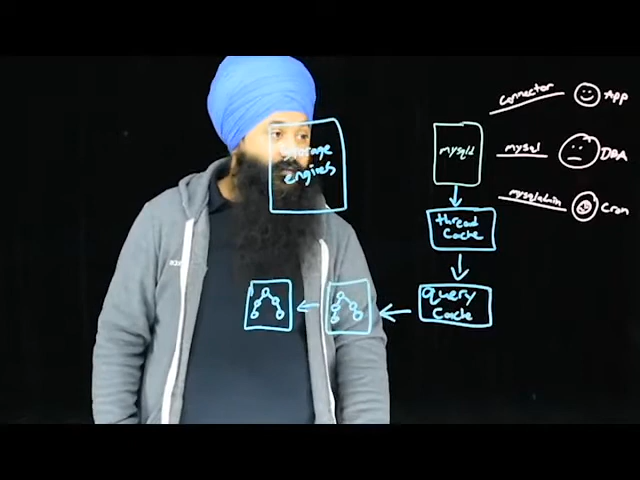 connector
App
mysqld
mysql
DBA
mysqladmin
Cron
storage
engines
thread
cache
query
cache